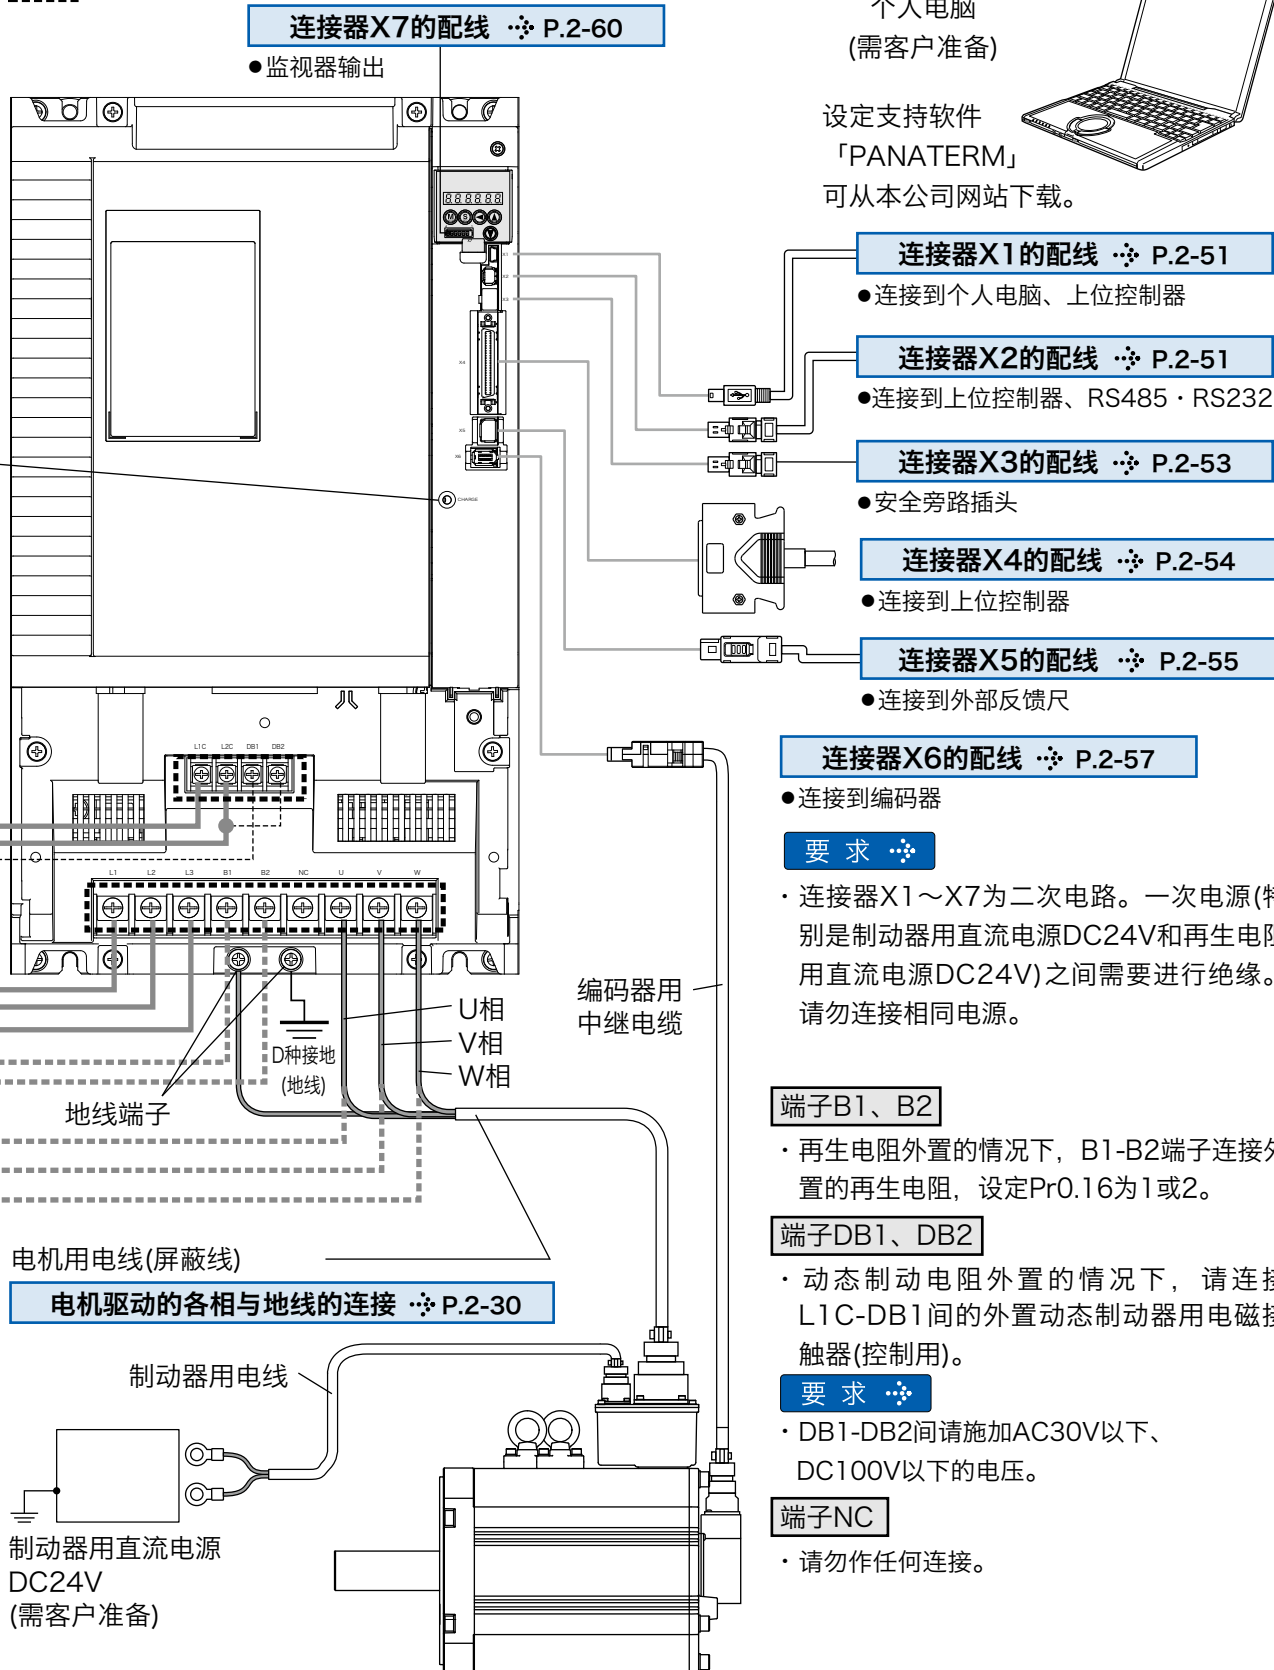 连接器X7的配线 P.2-60
●监视器输出
个人电脑
(需客户准备)
设定支持软件
「PANATERM」
可从本公司网站下载。
连接器X1的配线 P.2-51
●连接到个人电脑、上位控制器
连接器X2的配线 P.2-51
●连接到上位控制器、RS485・RS232
连接器X3的配线 P.2-53
●安全旁路插头
连接器X4的配线 P.2-54
●连接到上位控制器
连接器X5的配线 P.2-55
●连接到外部反馈尺
连接器X6的配线 P.2-57
●连接到编码器
X1
X2
X3
X4
X5
X6
M S
CHARGE
L1C L2C DB1 DB2
L1 L2 L3 B1 B2 NC U V W
要 求
・连接器X1～X7为二次电路。一次电源(特
别是制动器用直流电源DC24V和再生电阻
用直流电源DC24V)之间需要进行绝缘。
请勿连接相同电源。
编码器用
中继电缆
U相
V相
W相
D种接地
(地线)
地线端子
端子B1、B2
・再生电阻外置的情况下，B1-B2端子连接外
置的再生电阻，设定Pr0.16为1或2。
端子DB1、DB2
・动态制动电阻外置的情况下，请连接
L1C-DB1间的外置动态制动器用电磁接
触器(控制用)。
要 求
・DB1-DB2间请施加AC30V以下、
DC100V以下的电压。
端子NC
・请勿作任何连接。
电机用电线(屏蔽线)
电机驱动的各相与地线的连接 P.2-30
制动器用电线
制动器用直流电源
DC24V
(需客户准备)